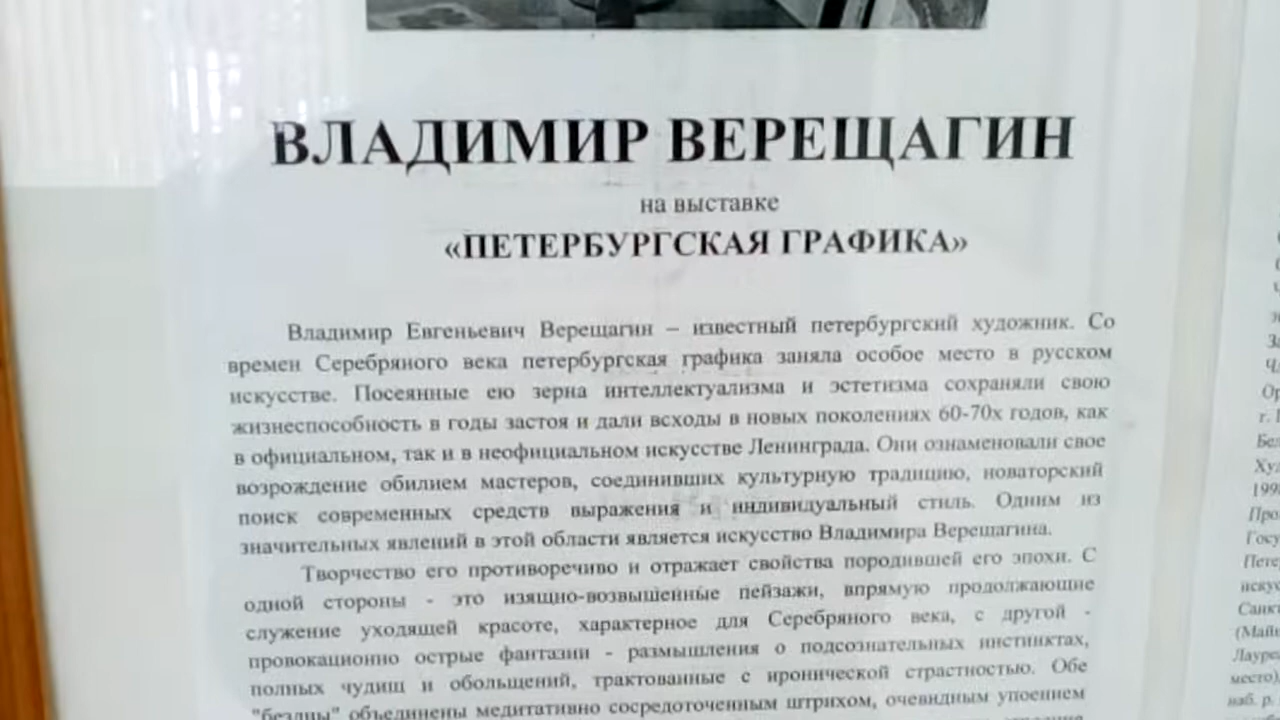 ВЛАДИМИР ВЕРЕЩАГИН
на выставке
«ПЕТЕРБУРГСКАЯ ГРАФИКА»
Владимир Евгеньевич Верещагин – известный петербургский художник. Со
времен Серебряного века петербургская графика заняла особое место в русском
искусстве. Посеянные ею зерна интеллектуализма и эстетизма сохраняли свою
жизнеспособность в годы застоя и дали всходы в новых поколениях 60-70х годов, как
в официальном, так и в неофициальном искусстве Ленинграда. Они ознаменовали свое
возрождение обилием мастеров, соединивших культурную традицию, новаторский
поиск современных средств выражения и индивидуальный стиль. Одним из
значительных явлений в этой области является искусство Владимира Верещагина.
Творчество его противоречиво и отражает свойства породившей его эпохи. С
одной стороны - это изящно-возвышенные пейзажи, впрямую продолжающие
служение уходящей красоте, характерное для Серебряного века, с другой -
провокационно острые фантазии - размышления о подсознательных инстинктах,
полных чудищ и обольщений, трактованные с иронической страстностью. Обе
"бездны" объединены медитативно сосредоточенным штрихом, очевидным упоением
г.
199
(Май
место),
наб. р.